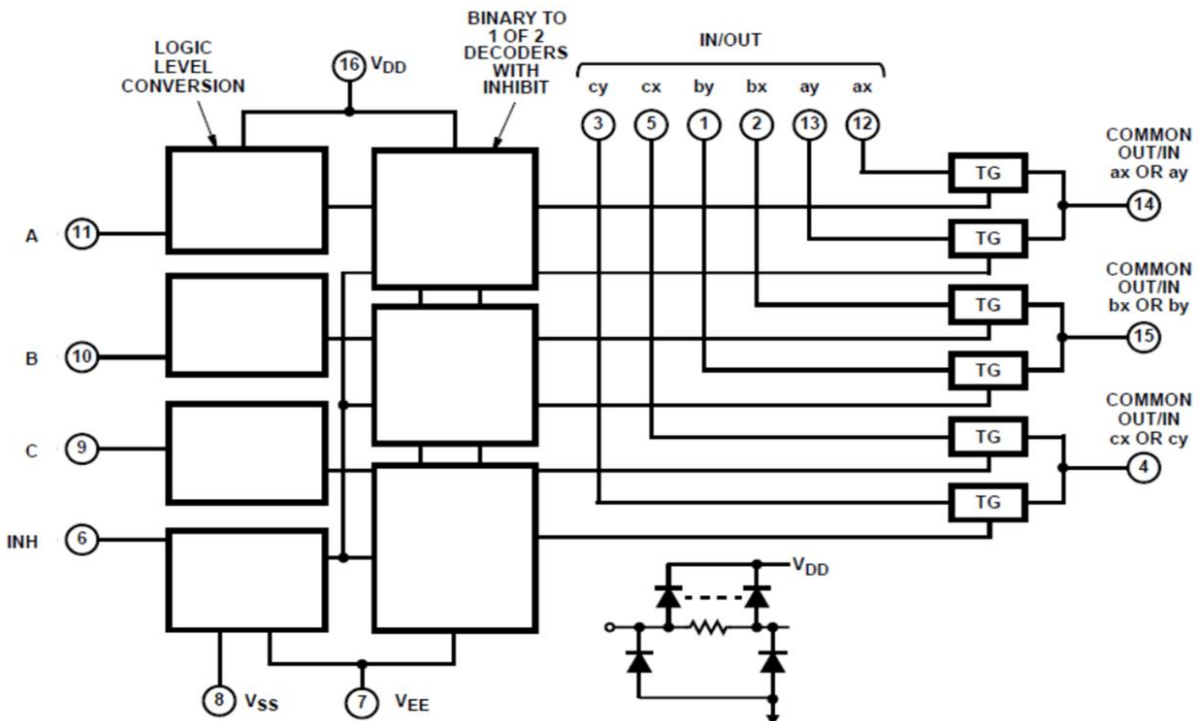 LOGIC
LEVEL
CONVERSION
16 VDD
BINARY TO
1 OF 2
DECODERS
WITH
INHIBIT
IN/OUT
cy cx by bx ay ax
3 5 1 2 13 12
COMMON
OUT/IN
ax OR ay
14
TG
TG
A 11
COMMON
OUT/IN
bx OR by
15
TG
TG
B 10
COMMON
OUT/IN
cx OR cy
4
TG
TG
C 9
INH 6
VDD
8 VSS
7 VEE